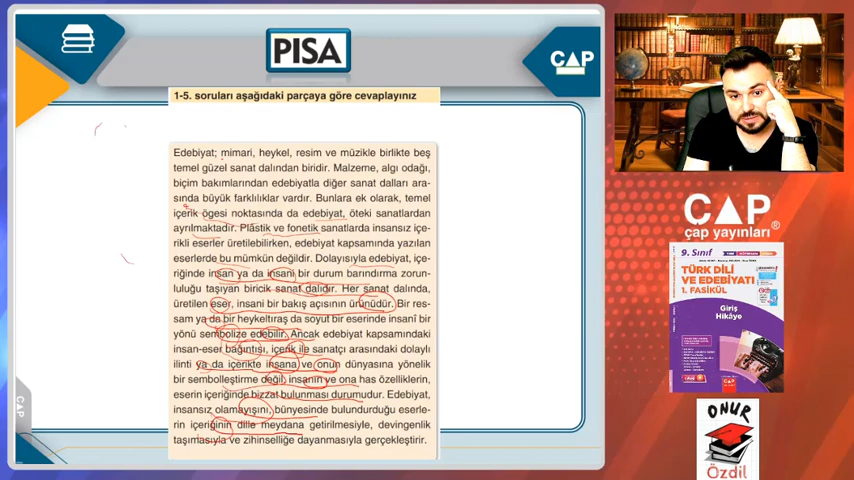 PISA
ÇAP
1-5. soruları aşağıdaki parçaya göre cevaplayınız
Edebiyat; mimari, heykel, resim ve müzikle birlikte beş
temel güzel sanat dalından biridir. Malzeme, algı odağı,
biçim bakımlarından edebiyatla diğer sanat dalları ara-
sında büyük farklılıklar vardır. Bunlara ek olarak, temel
içerik ögesi noktasında da edebiyat, öteki sanatlardan
ayrılmaktadır. Plastik ve fonetik sanatlarda insansız içe-
rikli eserler üretilebilirken, edebiyat kapsamında yazılan
eserlerde bu mümkün değildir. Dolayısıyla edebiyat, içe-
riğinde insan ya da insani bir durum barındırma zorun-
luluğu taşıyan biricik sanat dalıdır. Her sanat dalında,
üretilen eser, insani bir bakış açısının ürünüdür. Bir res-
sam ya da bir heykeltıraş da soyut bir eserinde insanî bir
yönü sembolize edebilir. Ancak edebiyat kapsamındaki
insan-eser bağıntısı, içerik ile sanatçı arasındaki dolaylı
ilinti ya da içerikte insana ve onun dünyasına yönelik
bir sembolleştirme değil, insanın ve ona has özelliklerin,
eserin içeriğinde bizzat bulunması durumudur. Edebiyat,
insansız olamayışını, bünyesinde bulundurduğu eserle-
rin içeriğinin dille meydana getirilmesiyle, devingenlik
taşımasıyla ve zihinselliğe dayanmasıyla gerçekleştirir.
ÇAP
ÇAP
çap yayınları
9. Sınıf
TÜRK DİLİ
VE EDEBİYATI
1. FASİKÜL
Giriş
Hikâye
ONUR
Özdil